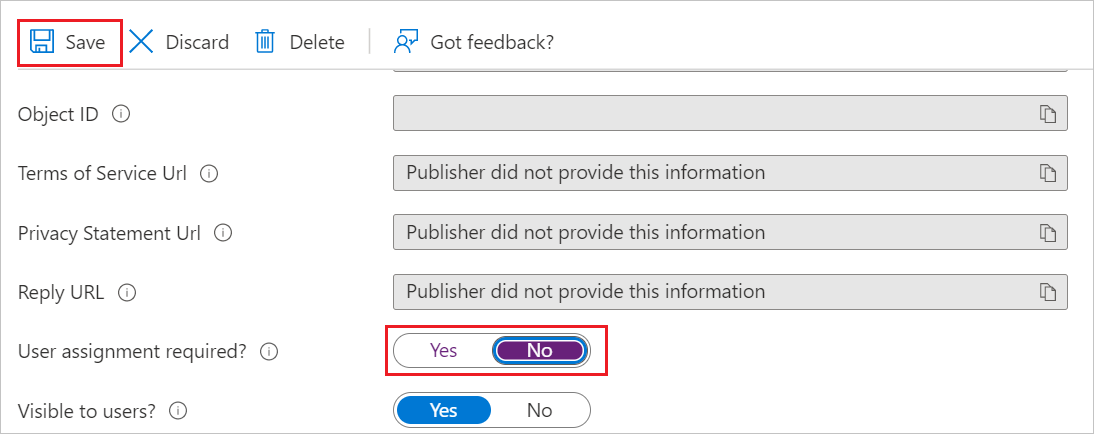 Save Discard Delete Got feedback?
Object ID
Terms of Service Url Publisher did not provide this information
Privacy Statement Url Publisher did not provide this information
Reply URL Publisher did not provide this information
User assignment required? Yes No
Visible to users? Yes No